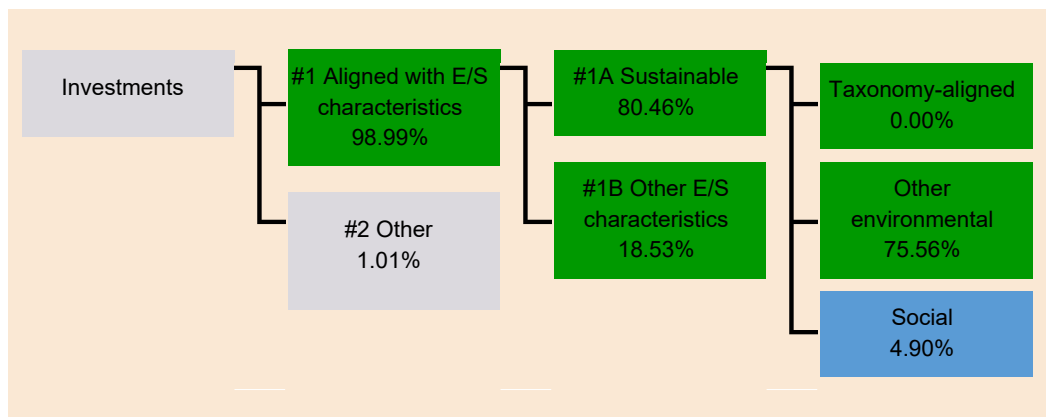 Investments
#1 Aligned with E/S
characteristics
98.99%
#2 Other
1.01%
#1A Sustainable
80.46%
#1B Other E/S
characteristics
18.53%
Taxonomy-aligned
0.00%
Other
environmental
75.56%
Social
4.90%